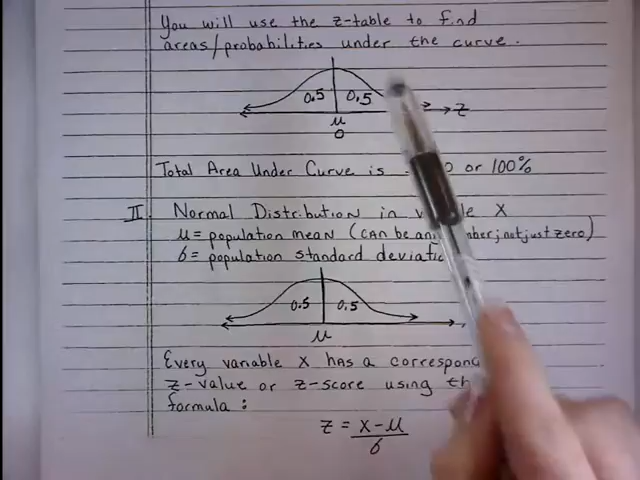 You will use the z-table to find
areas/probabilities under the curve.
0.5 0.5
z
μ
0
Total Area Under Curve is 0 or 100%
II. Normal Distribution in X
μ = population mean (can be not just zero)
σ = population standard
0.5 0.5
μ
Every variable X has a
z-value or z-score using
formula:
z = X-μ
σ